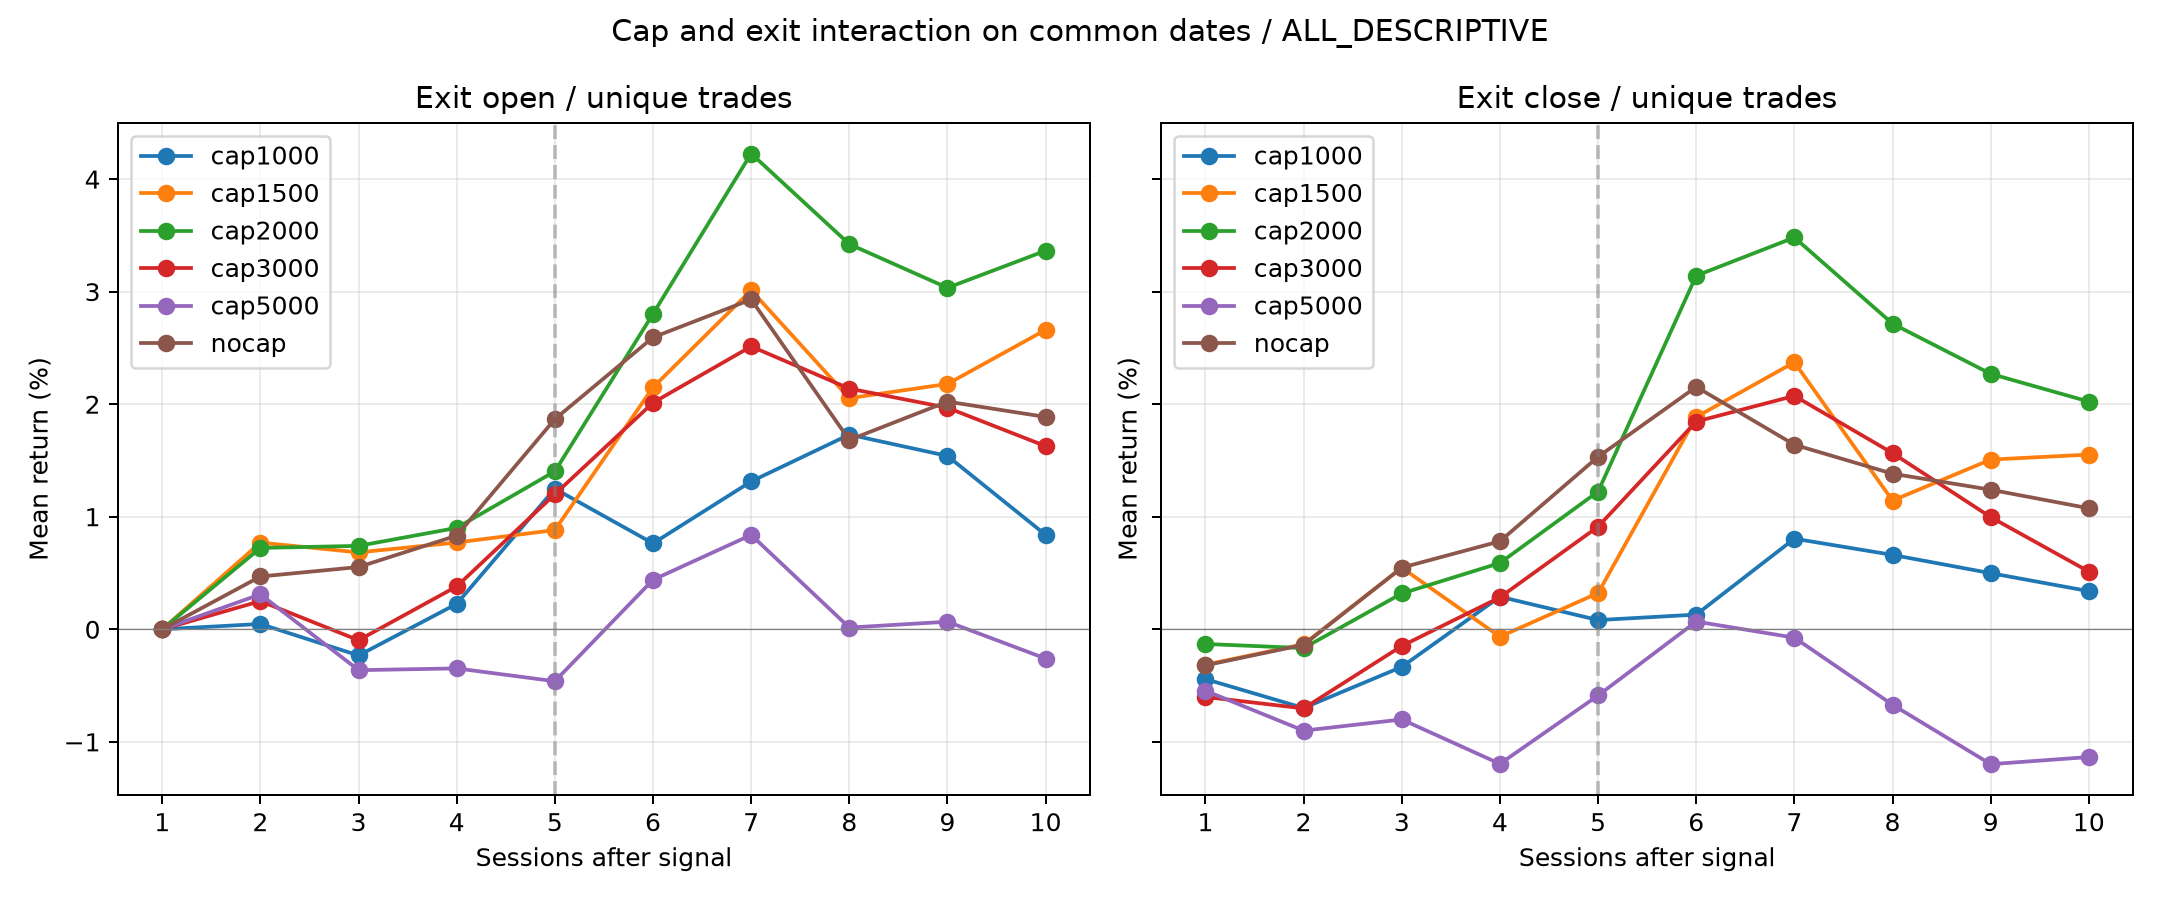 Cap and exit interaction on common dates / ALL_DESCRIPTIVE
Exit open / unique trades
cap1000
cap1500
cap2000
cap3000
cap5000
nocap
Mean return (%)
4
3
2
1
0
−1
1 2 3 4 5 6 7 8 9 10
Sessions after signal
Exit close / unique trades
cap1000
cap1500
cap2000
cap3000
cap5000
nocap
Mean return (%)
1 2 3 4 5 6 7 8 9 10
Sessions after signal